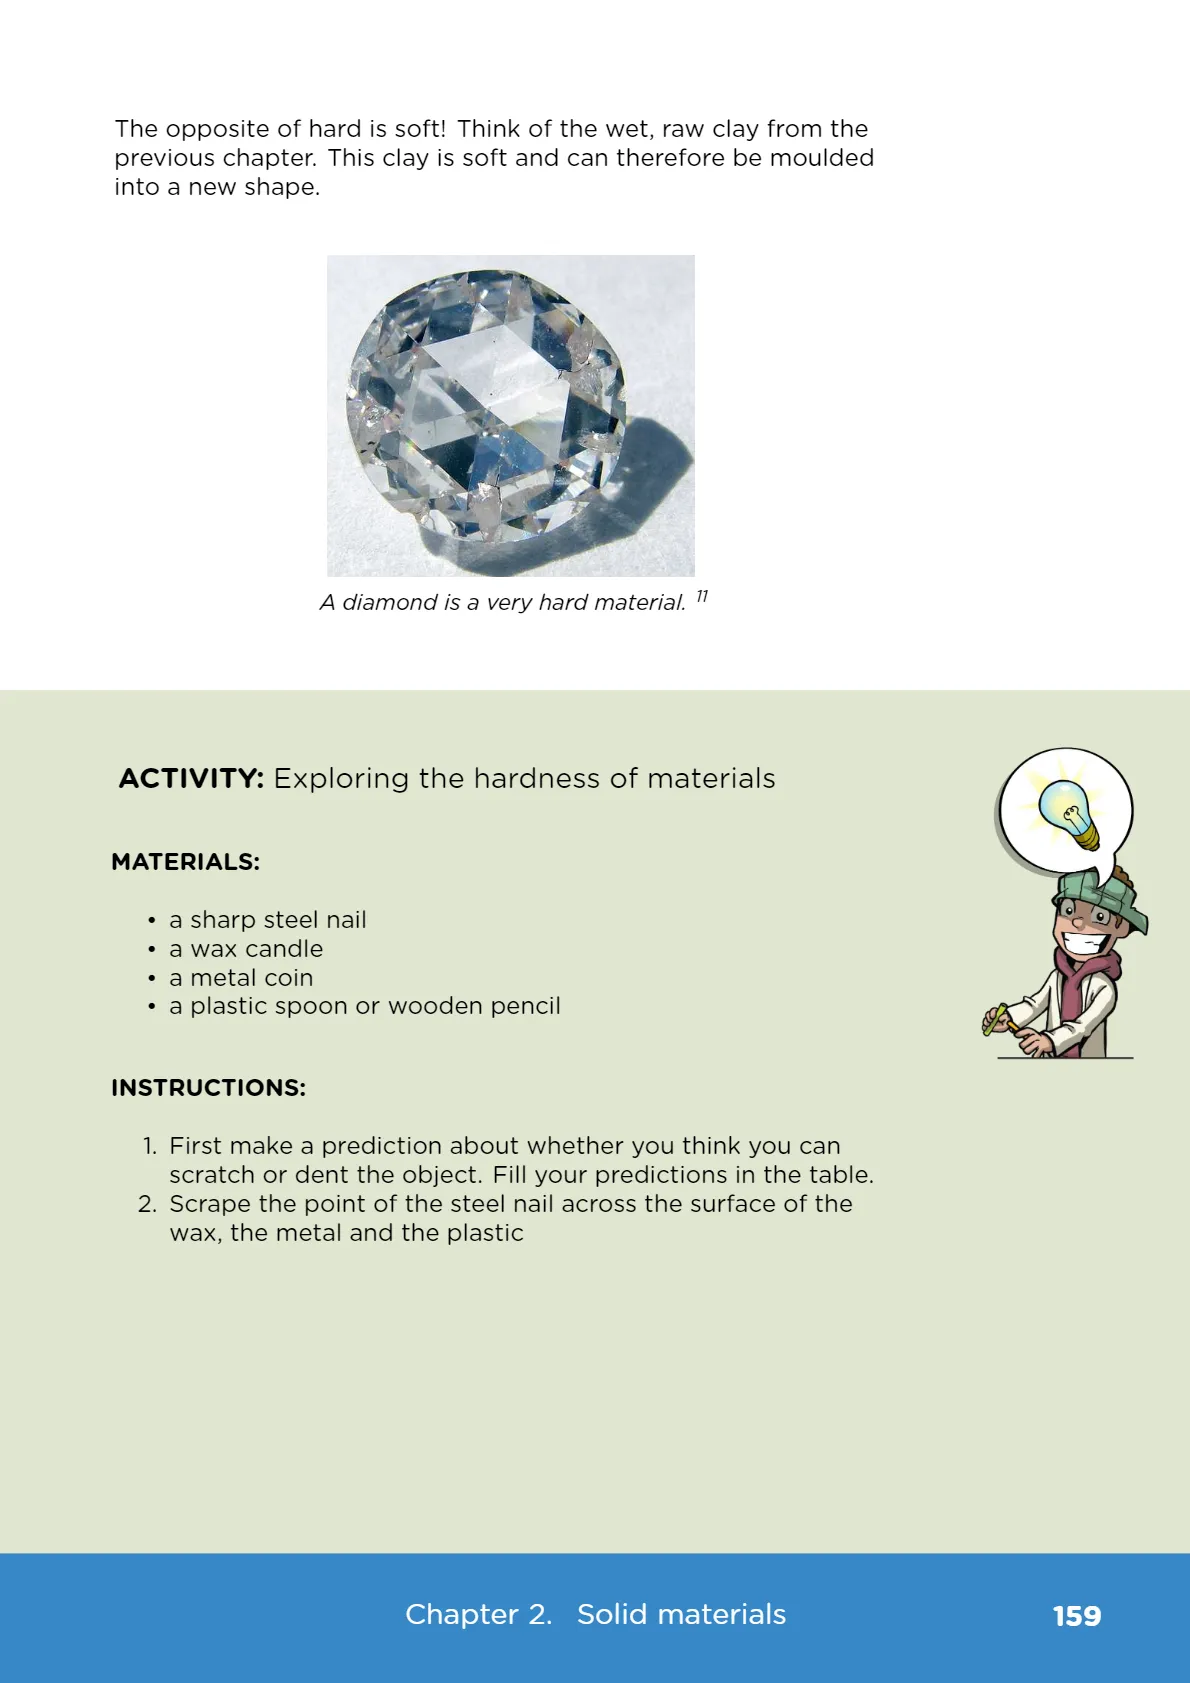 The opposite of hard is soft! Think of the wet, raw clay from the
previous chapter. This clay is soft and can therefore be moulded
into a new shape.
A diamond is a very hard material. 11
ACTIVITY: Exploring the hardness of materials
MATERIALS:
• a sharp steel nail
• a wax candle
• a metal coin
• a plastic spoon or wooden pencil
INSTRUCTIONS:
1. First make a prediction about whether you think you can
scratch or dent the object. Fill your predictions in the table.
2. Scrape the point of the steel nail across the surface of the
wax, the metal and the plastic
Chapter 2. Solid materials
159